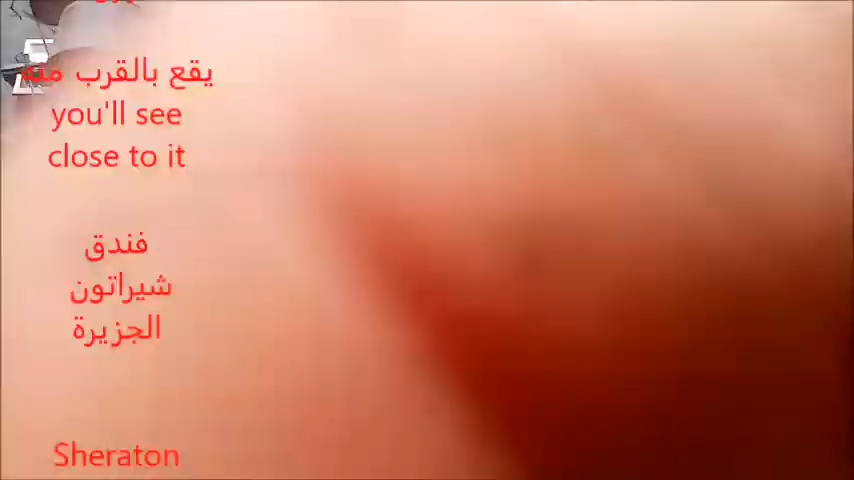 يقع بالقرب منه
you'll see
close to it
فندق
شيراتون
الجزيرة
Sheraton